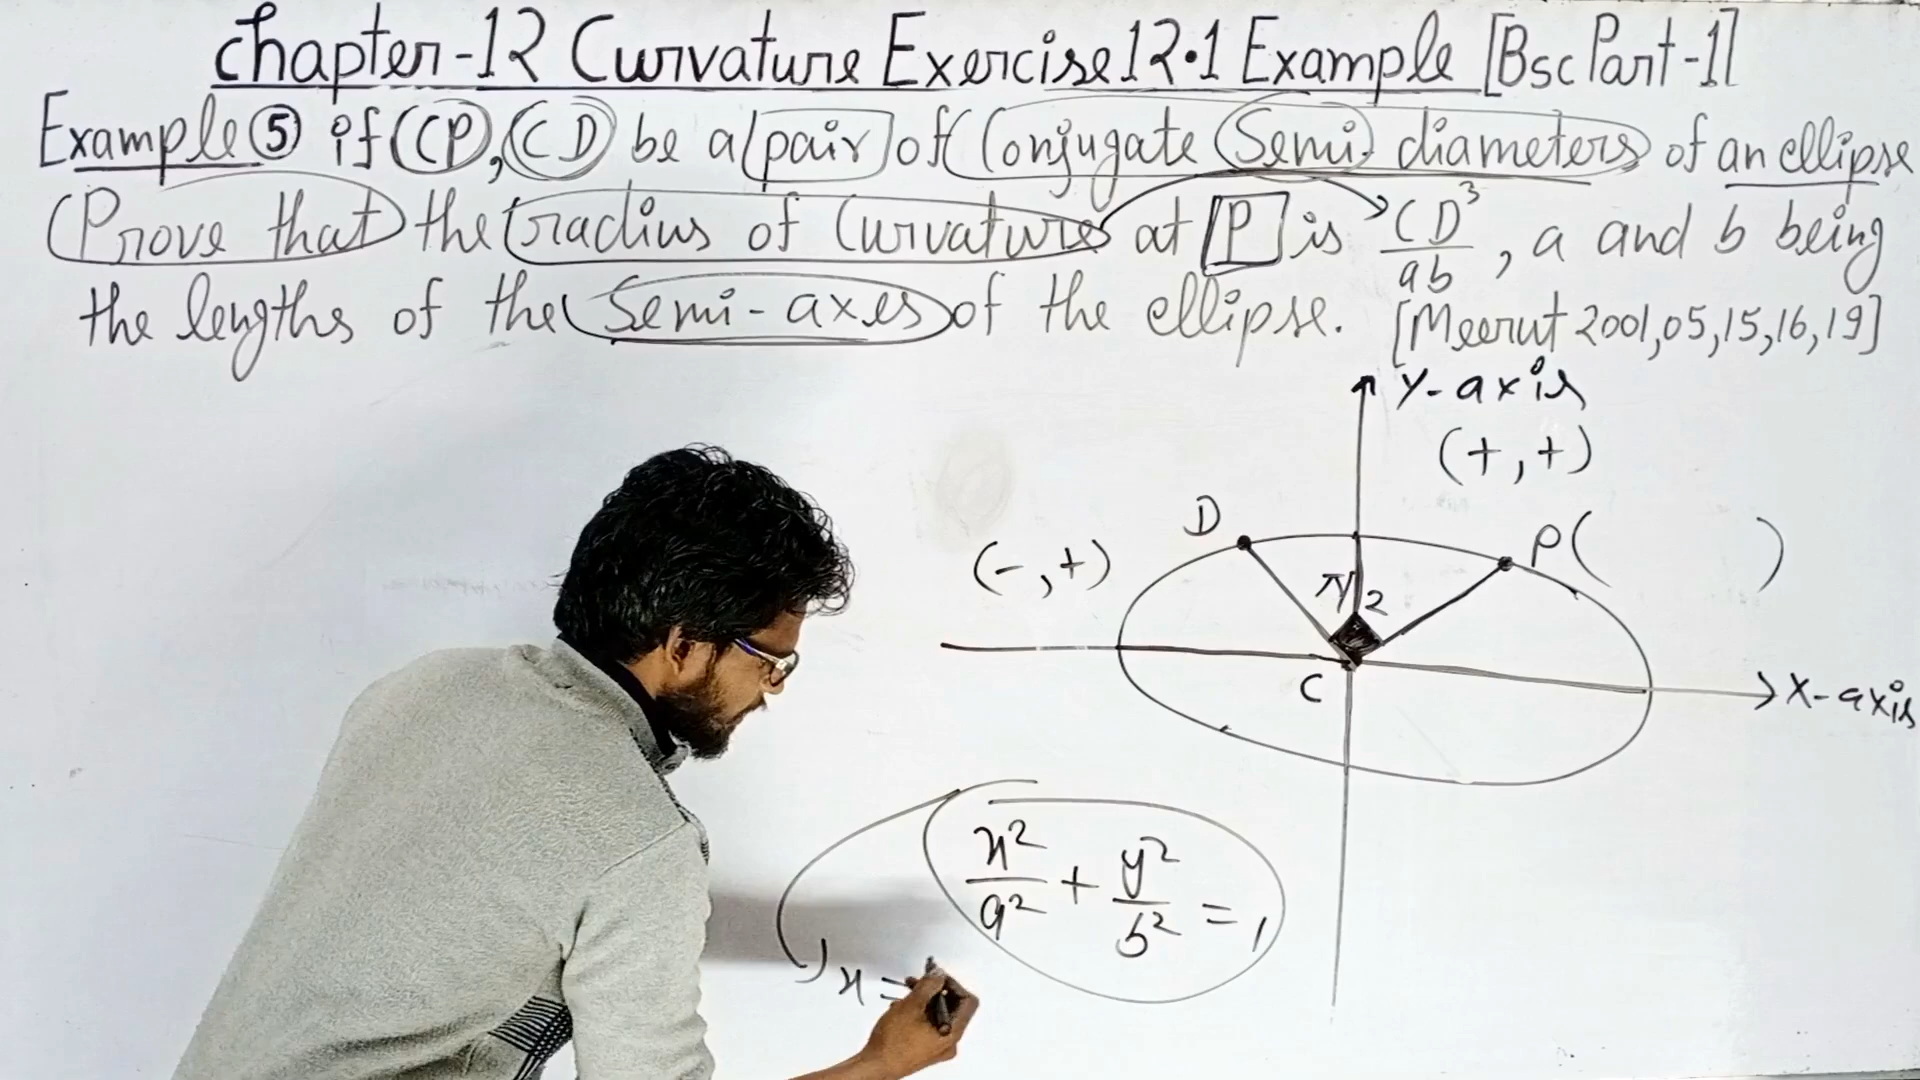 Chapter-12 Curvature Exercise 12.1 Example [Bsc Part-1]
Example ⑤ if CP, CD be a pair of Conjugate Semi-diameters of an ellipse
Prove that the radius of Curvature at P is CD³/ab, a and b being
the lengths of the Semi-axes of the ellipse. [Meerut 2001,05,15,16,19]
Y-axis
(+,+)
D
P( )
(-,+)
π/2
C
X-axis
x²/a² + y²/b² = 1
x =